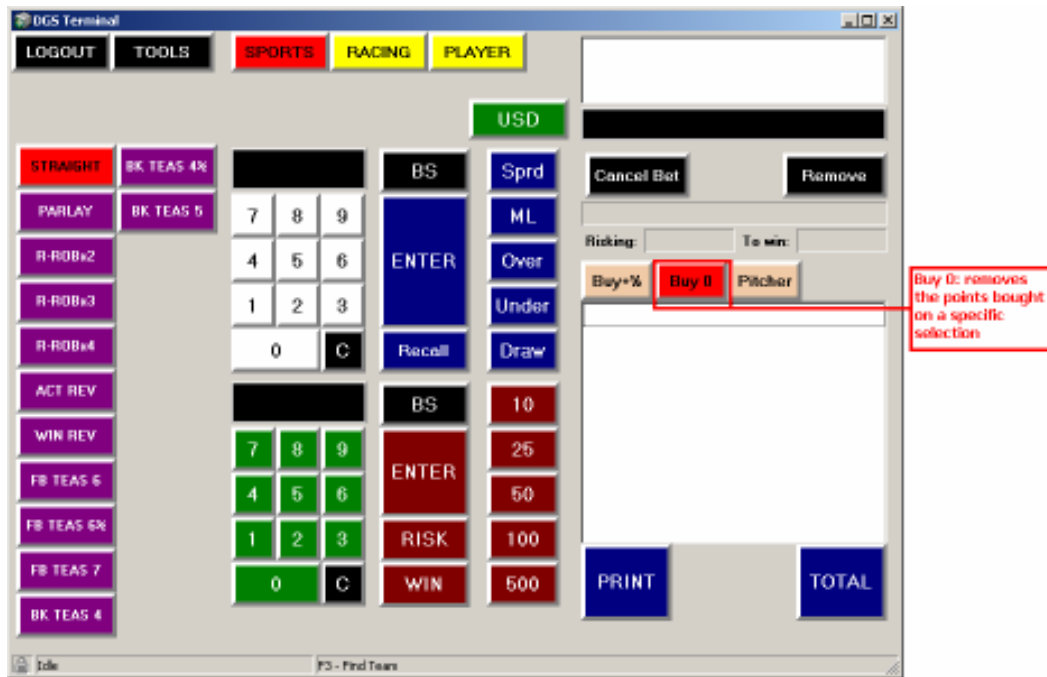 DGS Terminal
LOGOUT TOOLS SPORTS RACING PLAYER
USD
STRAIGHT BK TEAS 4½ BS Sprd Cancel Bet Remove
PARLAY BK TEAS 5 7 8 9 ENTER ML
Risking: To win:
R-ROBx2 4 5 6 Over
Buy+½ Buy 0 Pitcher
R-ROBx3 1 2 3 Under
R-ROBx4 0 C Recall Draw
ACT REV BS 10
WIN REV 7 8 9 ENTER 25
FB TEAS 6 4 5 6 50
FB TEAS 6½ 1 2 3 RISK 100
FB TEAS 7 0 C WIN 500 PRINT TOTAL
BK TEAS 4
Idle F3 - Find Team
Buy 0: removes
the points bought
on a specific
selection